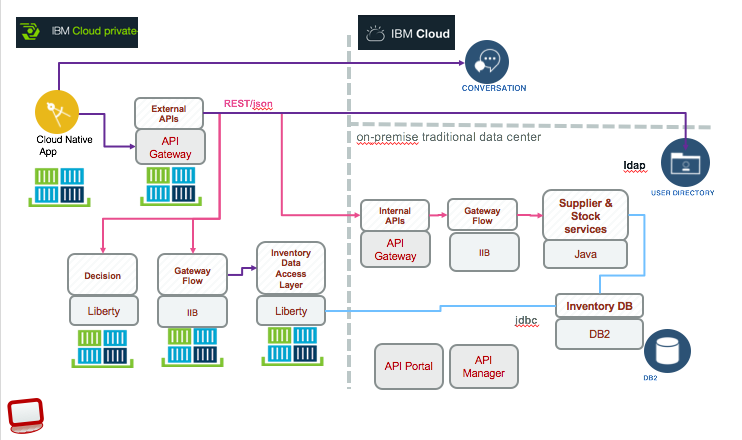 IBM Cloud private
IBM Cloud
CONVERSATION
REST/json
External
APIs
API
Gateway
Cloud Native
App
on-premise traditional data center
ldap
USER DIRECTORY
Internal
APIs
API
Gateway
Gateway
Flow
IIB
Supplier &
Stock
services
Java
Decision
Liberty
Gateway
Flow
IIB
Inventory
Data
Access
Layer
Liberty
jdbc
Inventory DB
DB2
API Portal
API
Manager
DB2